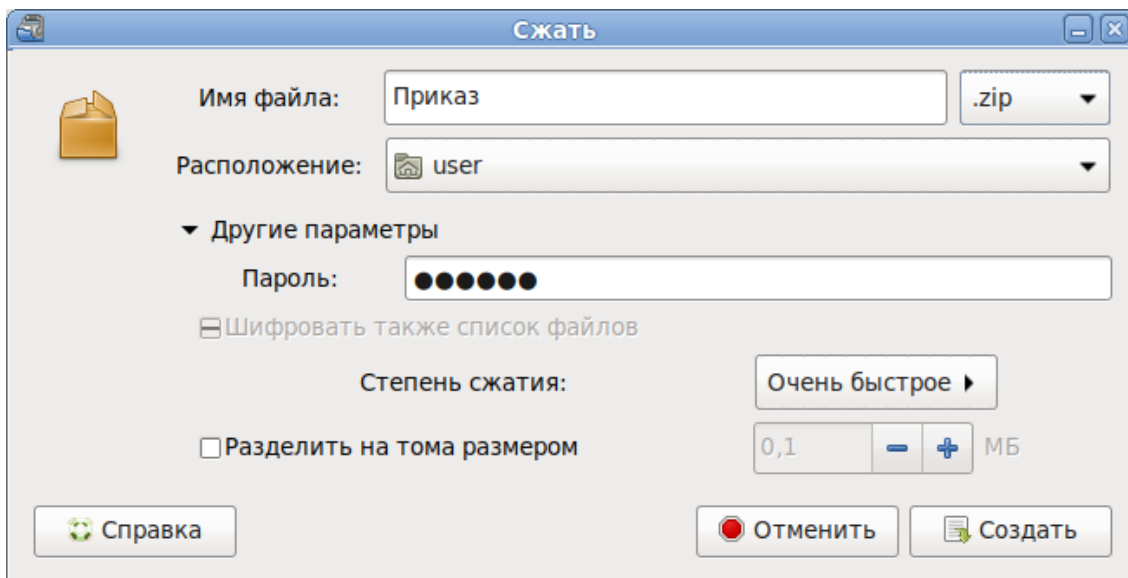 Сжать
Имя файла: Приказ .zip
Расположение: user
Другие параметры
Пароль: ●●●●●●
Шифровать также список файлов
Степень сжатия: Очень быстрое
Разделить на тома размером 0,1 МБ
Справка Отменить Создать